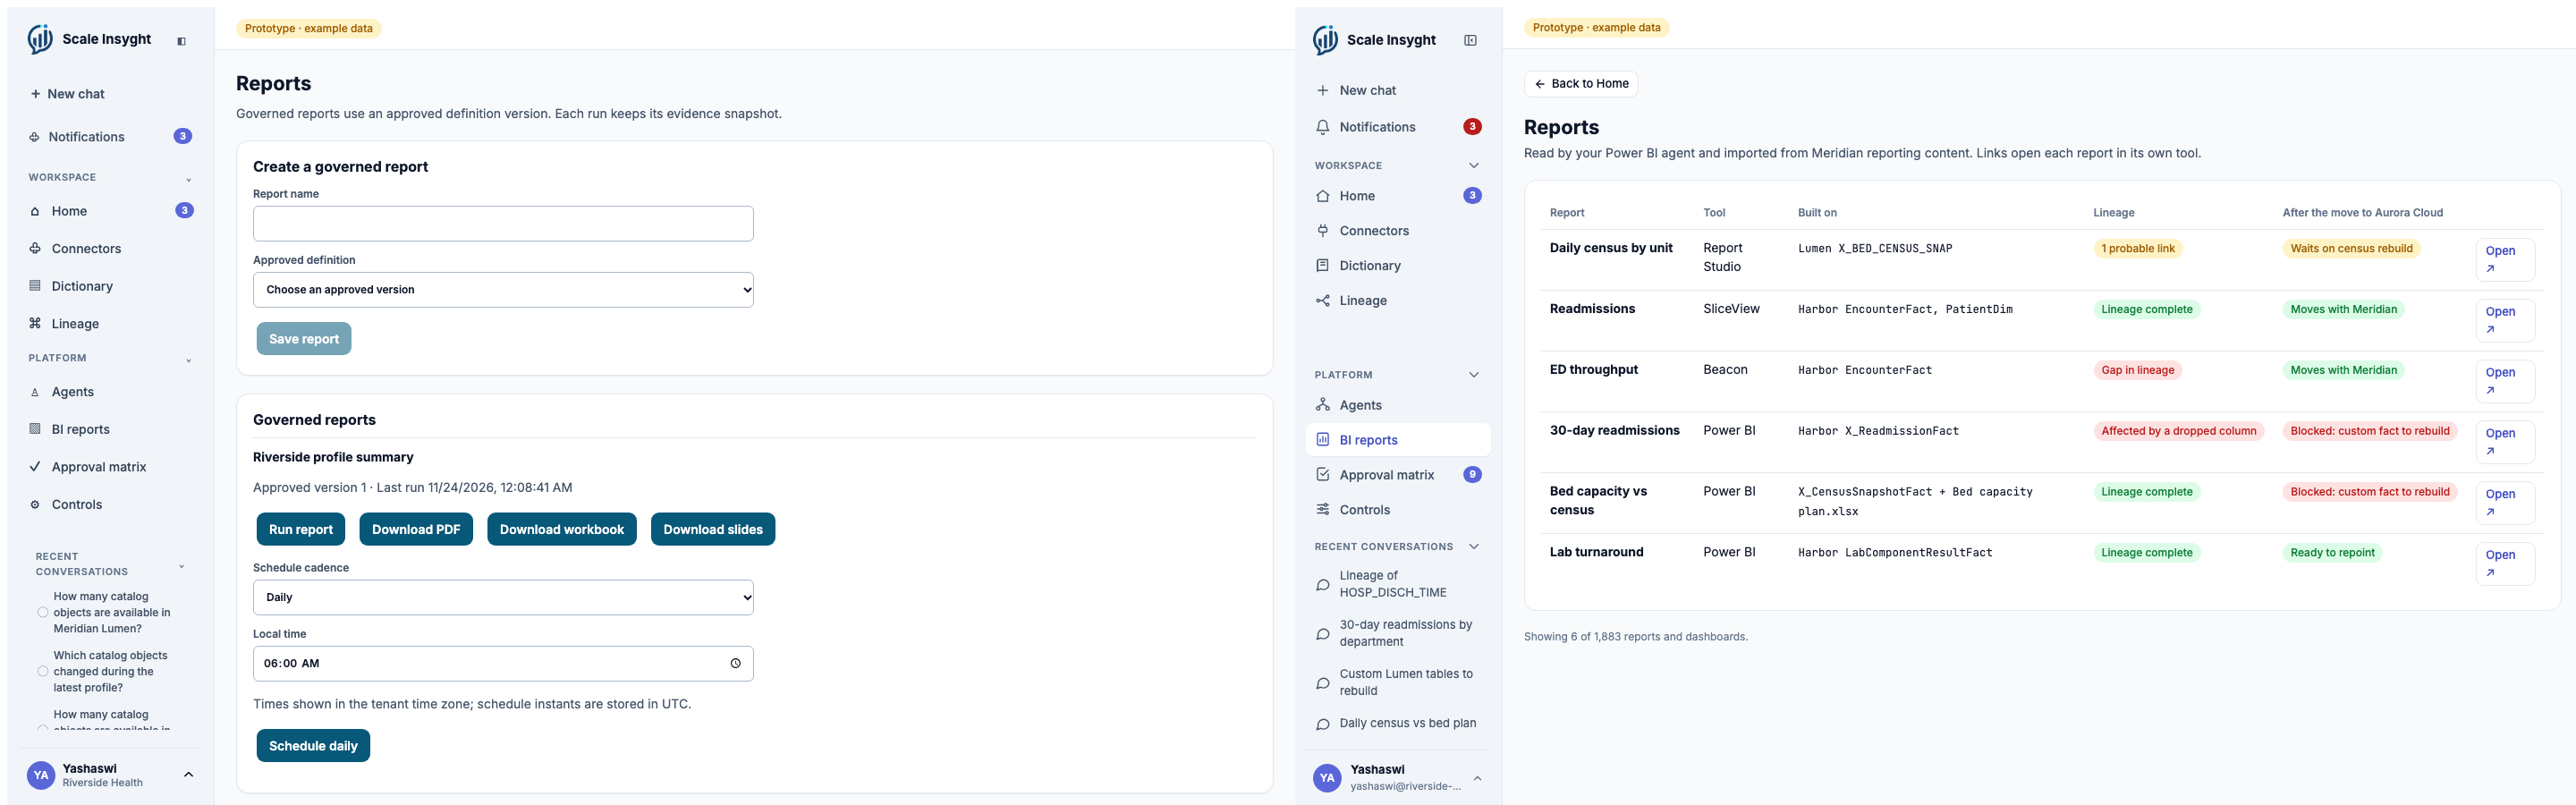 Scale Insyght
+ New chat
Notifications 3
WORKSPACE
Home 3
Connectors
Dictionary
Lineage
PLATFORM
Agents
BI reports
Approval matrix
Controls
RECENT
CONVERSATIONS
How many catalog
objects are available in
Meridian Lumen?
Which catalog objects
changed during the
latest profile?
How many catalog
objects are available in
YA
Yashaswi
Riverside Health
Prototype · example data
Reports
Governed reports use an approved definition version. Each run keeps its evidence snapshot.
Create a governed report
Report name
Approved definition
Choose an approved version
Save report
Governed reports
Riverside profile summary
Approved version 1 · Last run 11/24/2026, 12:08:41 AM
Run report Download PDF Download workbook Download slides
Schedule cadence
Daily
Local time
06:00 AM
Times shown in the tenant time zone; schedule instants are stored in UTC.
Schedule daily
Scale Insyght
+ New chat
Notifications 3
WORKSPACE
Home 3
Connectors
Dictionary
Lineage
PLATFORM
Agents
BI reports
Approval matrix 9
Controls
RECENT CONVERSATIONS
Lineage of
HOSP_DISCH_TIME
30-day readmissions by
department
Custom Lumen tables to
rebuild
Daily census vs bed plan
YA
Yashaswi
yashaswi@riverside-...
Prototype · example data
← Back to Home
Reports
Read by your Power BI agent and imported from Meridian reporting content. Links open each report in its own tool.
Report Tool Built on Lineage After the move to Aurora Cloud
Daily census by unit Report Studio Lumen X_BED_CENSUS_SNAP 1 probable link Waits on census rebuild Open ↗
Readmissions SliceView Harbor EncounterFact, PatientDim Lineage complete Moves with Meridian Open ↗
ED throughput Beacon Harbor EncounterFact Gap in lineage Moves with Meridian Open ↗
30-day readmissions Power BI Harbor X_ReadmissionFact Affected by a dropped column Blocked: custom fact to rebuild Open ↗
Bed capacity vs census Power BI X_CensusSnapshotFact + Bed capacity plan.xlsx Lineage complete Blocked: custom fact to rebuild Open ↗
Lab turnaround Power BI Harbor LabComponentResultFact Lineage complete Ready to repoint Open ↗
Showing 6 of 1,883 reports and dashboards.